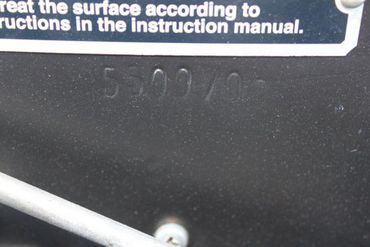 reat the surface according to
ructions in the instruction manual.